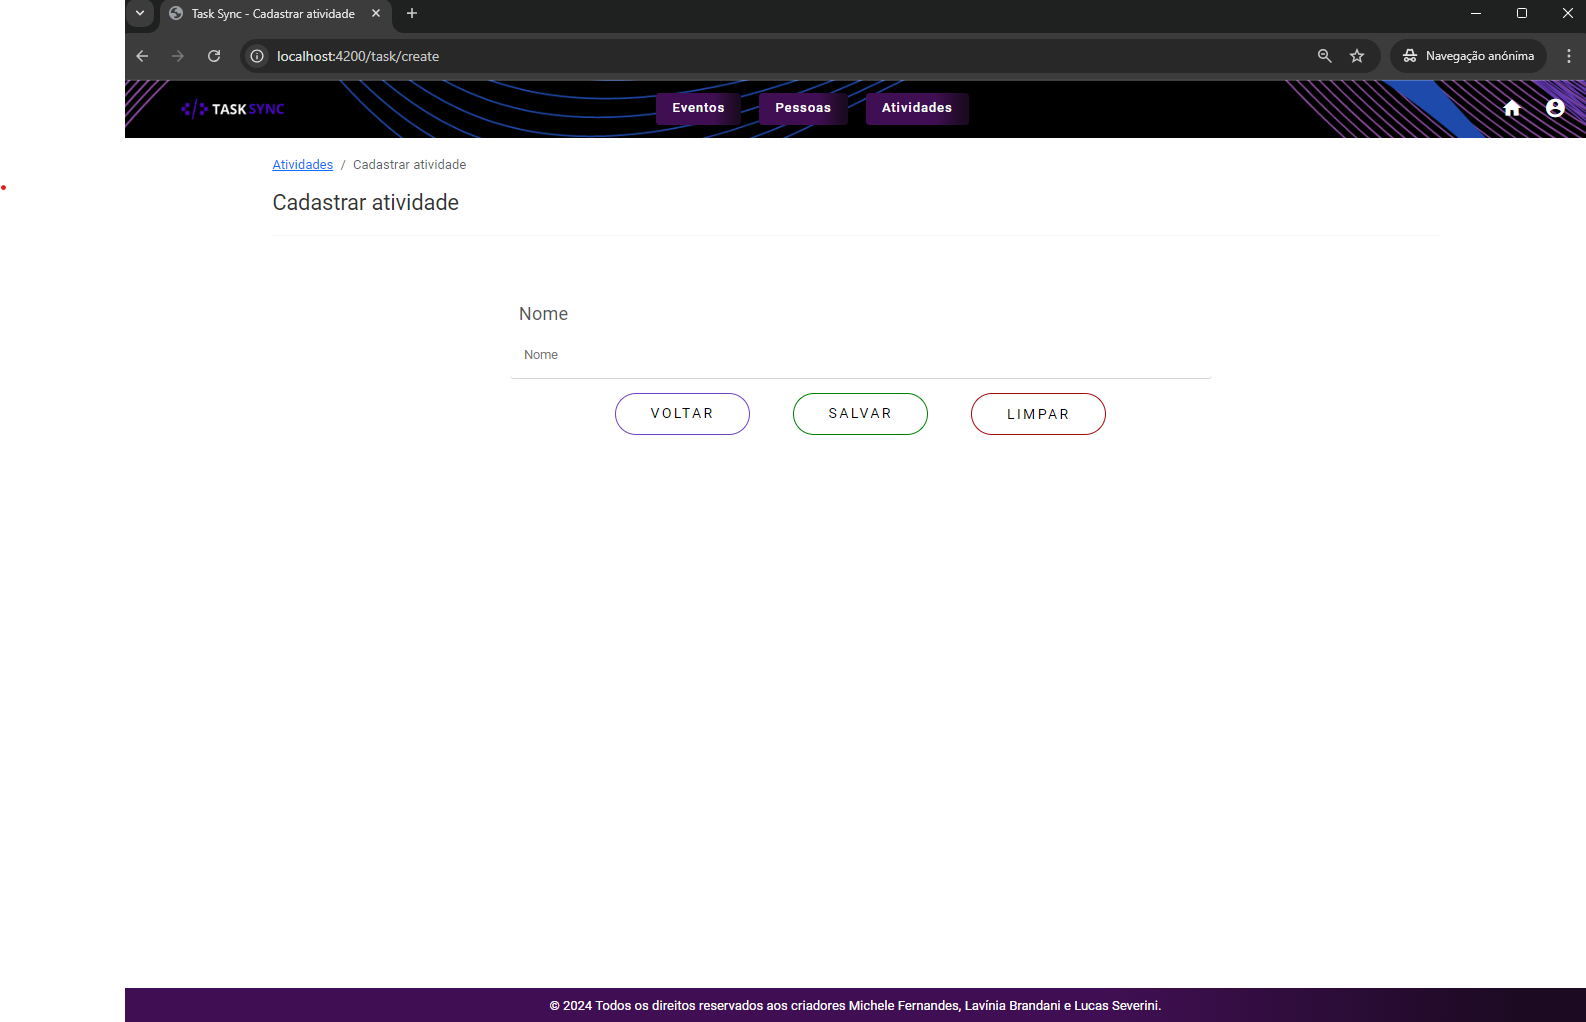 Task Sync - Cadastrar atividade
localhost:4200/task/create
Navegação anónima
TASK SYNC
Eventos
Pessoas
Atividades
Atividades / Cadastrar atividade
Cadastrar atividade
Nome
Nome
VOLTAR
SALVAR
LIMPAR
© 2024 Todos os direitos reservados aos criadores Michele Fernandes, Lavínia Brandani e Lucas Severini.